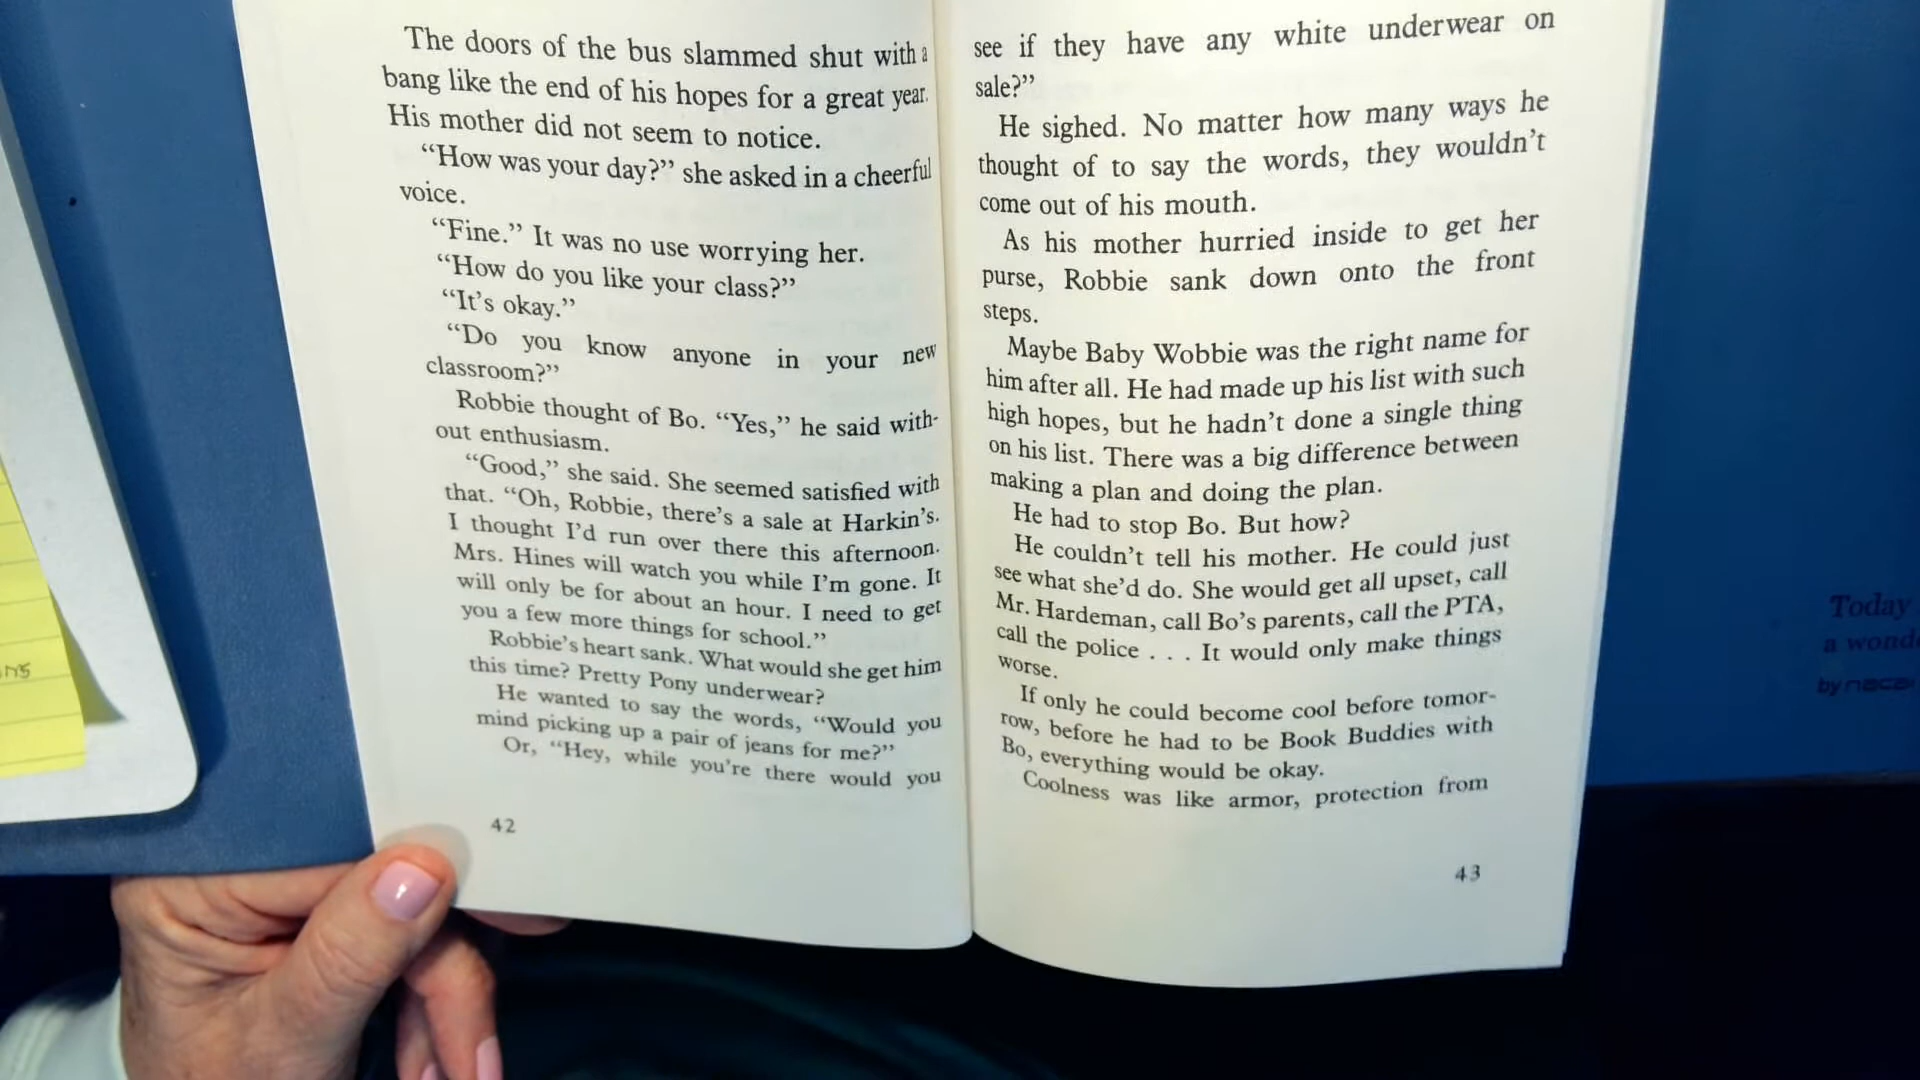 The doors of the bus slammed shut with a
bang like the end of his hopes for a great year.
His mother did not seem to notice.
“How was your day?” she asked in a cheerful
voice.
“Fine.” It was no use worrying her.
“How do you like your class?”
“It’s okay.”
“Do you know anyone in your new
classroom?”
Robbie thought of Bo. “Yes,” he said with-
out enthusiasm.
“Good,” she said. She seemed satisfied with
that. “Oh, Robbie, there’s a sale at Harkin’s.
I thought I’d run over there this afternoon.
Mrs. Hines will watch you while I’m gone. It
will only be for about an hour. I need to get
you a few more things for school.”
Robbie’s heart sank. What would she get him
this time? Pretty Pony underwear?
He wanted to say the words, “Would you
mind picking up a pair of jeans for me?”
Or, “Hey, while you’re there would you
42
see if they have any white underwear on
sale?”
He sighed. No matter how many ways he
thought of to say the words, they wouldn’t
come out of his mouth.
As his mother hurried inside to get her
purse, Robbie sank down onto the front
steps.
Maybe Baby Wobbie was the right name for
him after all. He had made up his list with such
high hopes, but he hadn’t done a single thing
on his list. There was a big difference between
making a plan and doing the plan.
He had to stop Bo. But how?
He couldn’t tell his mother. He could just
see what she’d do. She would get all upset, call
Mr. Hardeman, call Bo’s parents, call the PTA,
call the police . . . It would only make things
worse.
If only he could become cool before tomor-
row, before he had to be Book Buddies with
Bo, everything would be okay.
Coolness was like armor, protection from
43
Today
a wond
by